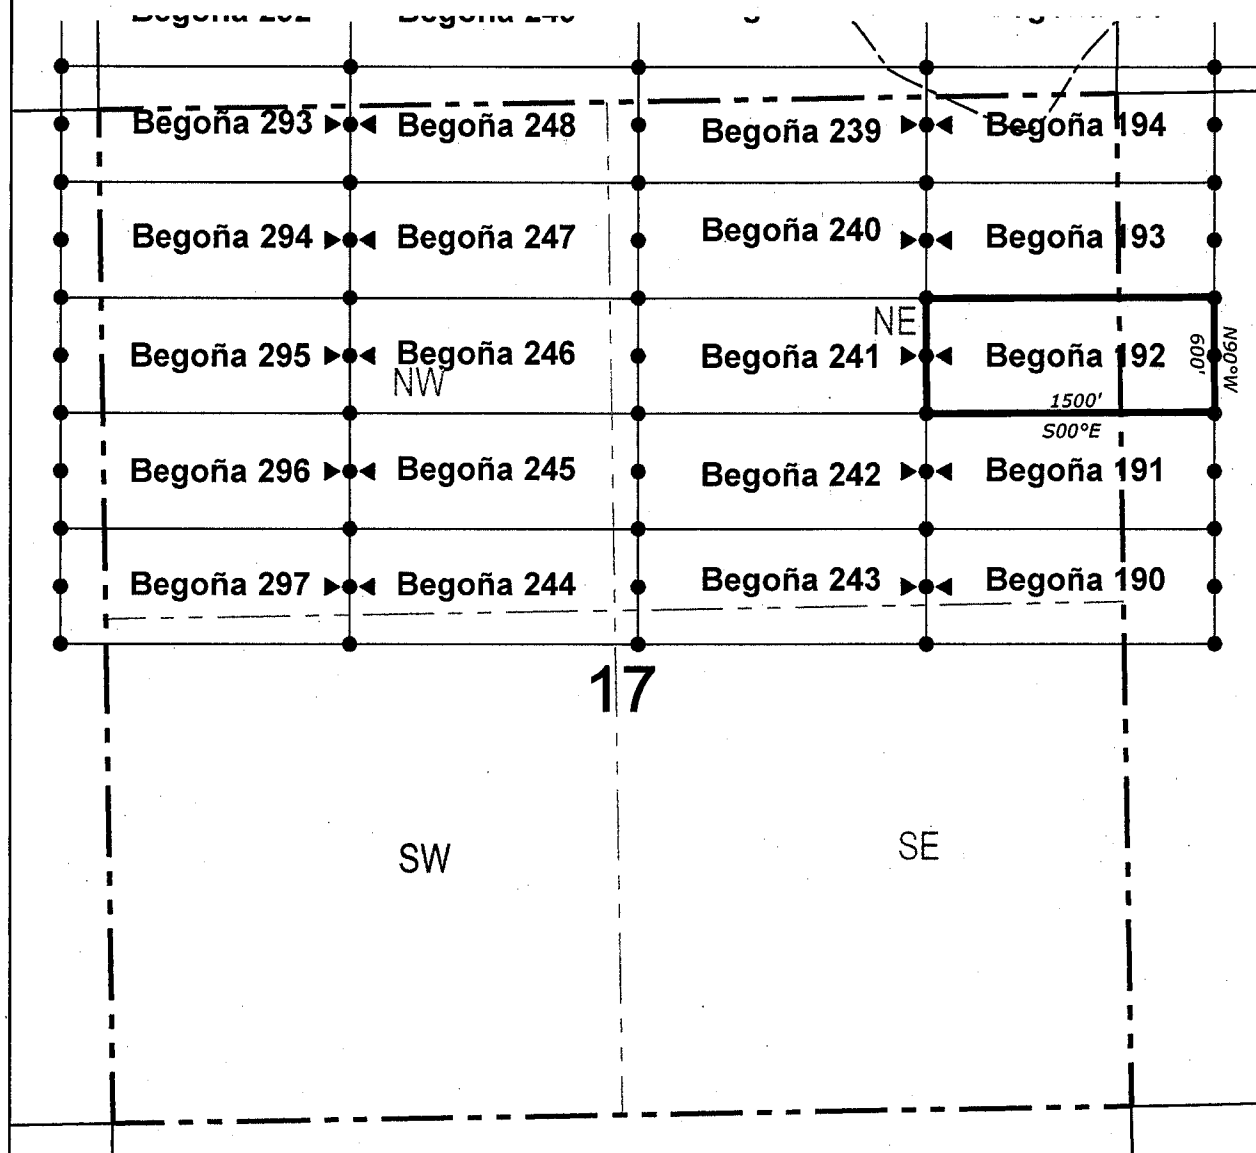 Begoña 293 Begoña 248 Begoña 239 Begoña 194
Begoña 294 Begoña 247 Begoña 240 Begoña 193
NE
Begoña 295 Begoña 246 Begoña 241 Begoña 192 600' N90°W
NW
1500'
S00°E
Begoña 296 Begoña 245 Begoña 242 Begoña 191
Begoña 297 Begoña 244 Begoña 243 Begoña 190
17
SW SE